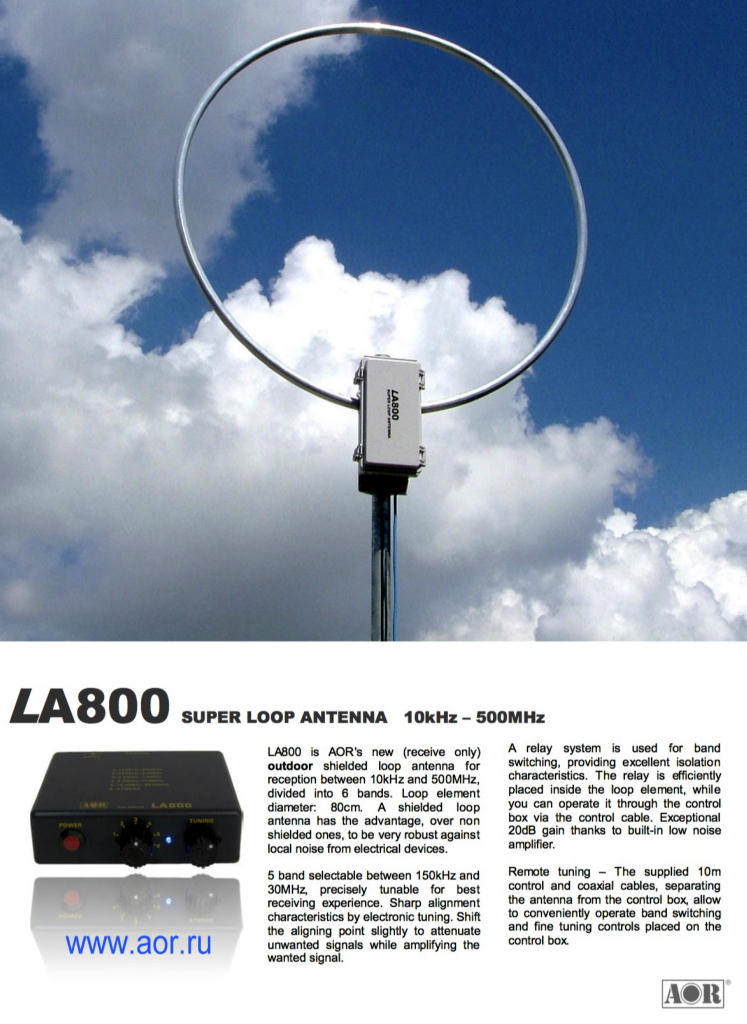 LA800
SUPER LOOP ANTENNA
LA800 SUPER LOOP ANTENNA 10kHz – 500MHz
AOR
LA800
POWER
TUNING
www.aor.ru
LA800 is AOR's new (receive only)
outdoor shielded loop antenna for
reception between 10kHz and 500MHz,
divided into 6 bands. Loop element
diameter: 80cm. A shielded loop
antenna has the advantage, over non
shielded ones, to be very robust against
local noise from electrical devices.
5 band selectable between 150kHz and
30MHz, precisely tunable for best
receiving experience. Sharp alignment
characteristics by electronic tuning. Shift
the aligning point slightly to attenuate
unwanted signals while amplifying the
wanted signal.
A relay system is used for band
switching, providing excellent isolation
characteristics. The relay is efficiently
placed inside the loop element, while
you can operate it through the control
box via the control cable. Exceptional
20dB gain thanks to built-in low noise
amplifier.
Remote tuning – The supplied 10m
control and coaxial cables, separating
the antenna from the control box, allow
to conveniently operate band switching
and fine tuning controls placed on the
control box.
AOR®